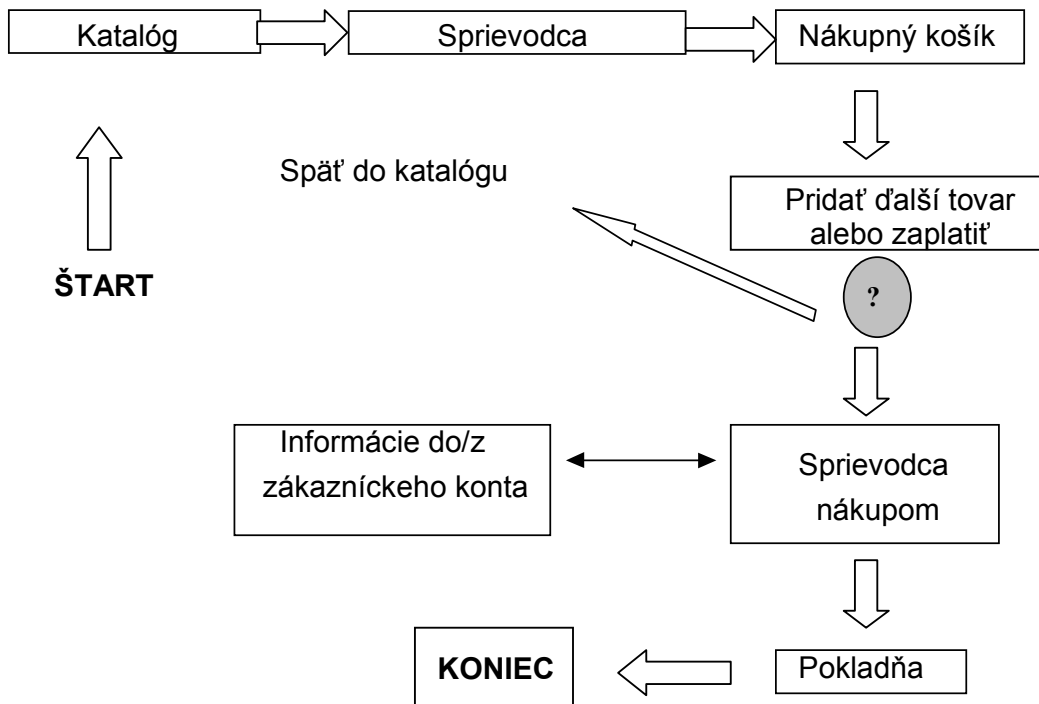 Katalóg
Sprievodca
Nákupný košík
Späť do katalógu
Pridať ďalší tovar
alebo zaplatiť
ŠTART
?
Informácie do/z
zákazníckeho konta
Sprievodca
nákupom
KONIEC
Pokladňa